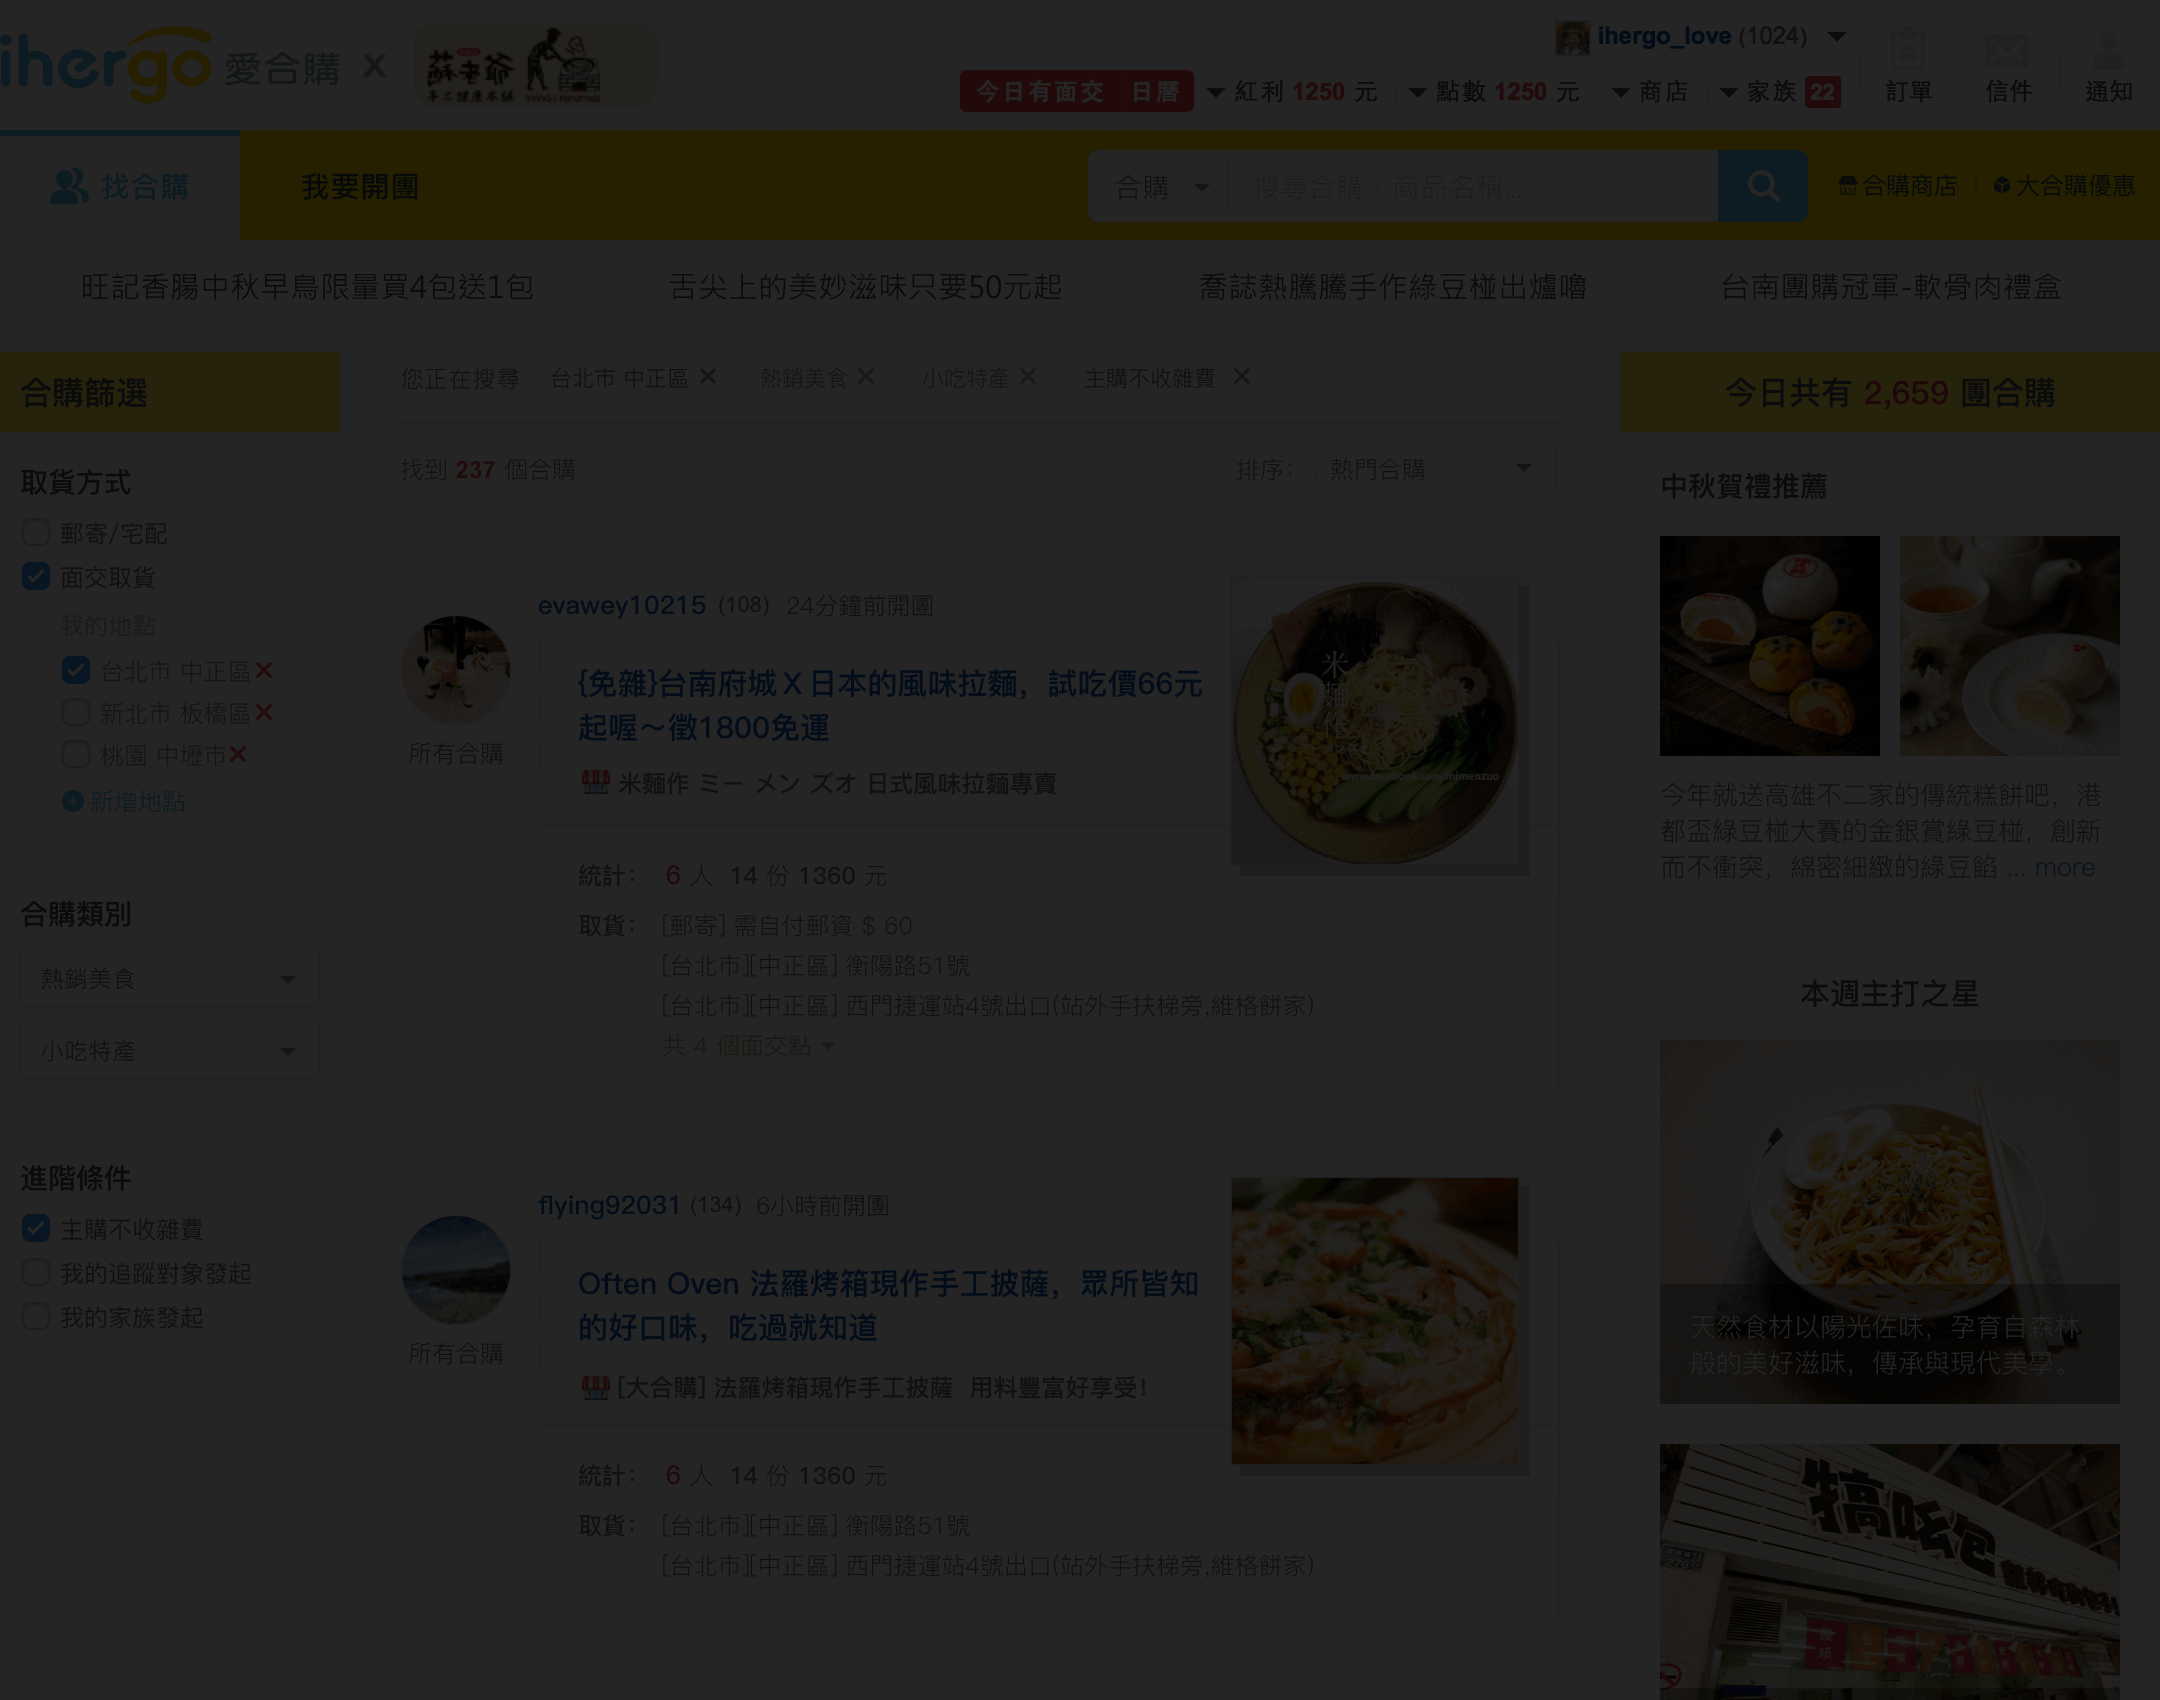 ihergo 愛合購 X 蘇老爺
手工健康本舖
ihergo_love (1024)
今日有面交 日曆 紅利 1250 元 點數 1250 元 商店 家族 22 訂單 信件 通知
找合購 我要開團 合購 搜尋合購、商品名稱... 合購商店 大合購優惠
旺記香腸中秋早鳥限量買4包送1包 舌尖上的美妙滋味只要50元起 喬誌熱騰騰手作綠豆椪出爐嚕 台南團購冠軍-軟骨肉禮盒
合購篩選
取貨方式
郵寄/宅配
面交取貨
我的地點
台北市 中正區
新北市 板橋區
桃園 中壢市
新增地點
合購類別
熱銷美食
小吃特產
進階條件
主購不收雜費
我的追蹤對象發起
我的家族發起
您正在搜尋 台北市 中正區 熱銷美食 小吃特產 主購不收雜費
找到 237 個合購 排序： 熱門合購
evawey10215 (108) 24分鐘前開團
所有合購
{免雜}台南府城Ｘ日本的風味拉麵，試吃價66元
起喔～徵1800免運
米麵作 ミー メン ズオ 日式風味拉麵專賣
米麵作
www.facebook.com/mimenzuo
統計： 6 人 14 份 1360 元
取貨： [郵寄] 需自付郵資 $ 60
[台北市][中正區] 衡陽路51號
[台北市][中正區] 西門捷運站4號出口(站外手扶梯旁,維格餅家)
共 4 個面交點
flying92031 (134) 6小時前開團
所有合購
Often Oven 法羅烤箱現作手工披薩，眾所皆知
的好口味，吃過就知道
[大合購] 法羅烤箱現作手工披薩 用料豐富好享受！
統計： 6 人 14 份 1360 元
取貨： [台北市][中正區] 衡陽路51號
[台北市][中正區] 西門捷運站4號出口(站外手扶梯旁,維格餅家)
今日共有 2,659 團合購
中秋賀禮推薦
今年就送高雄不二家的傳統糕餅吧，港
都盃綠豆椪大賽的金銀賞綠豆椪，創新
而不衝突，綿密細緻的綠豆餡 ... more
本週主打之星
天然食材以陽光佐味，孕育自森林
般的美好滋味，傳承與現代美學。
犒呷包